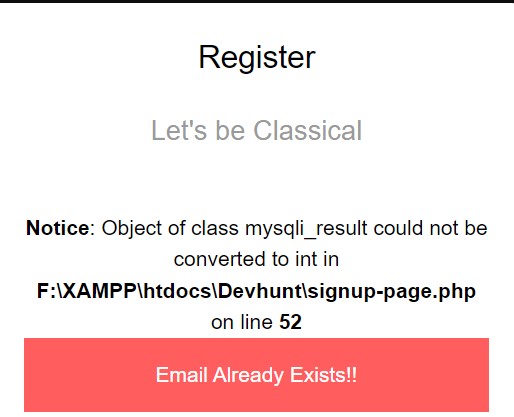 Register
Let's be Classical
Notice: Object of class mysqli_result could not be
converted to int in
F:\XAMPP\htdocs\Devhunt\signup-page.php
on line 52
Email Already Exists!!